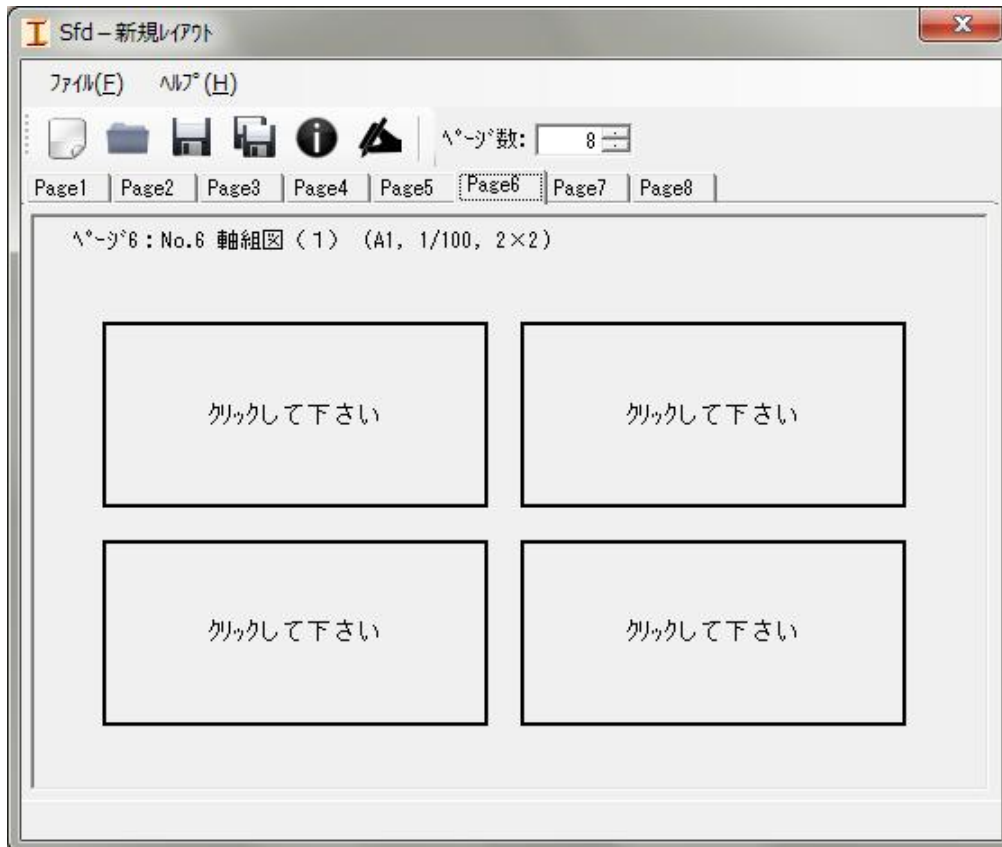 Sfd – 新規ﾚｲｱｳﾄ
ﾌｧｲﾙ(F) ﾍﾙﾌﾟ(H)
ﾍﾟｰｼﾞ数: 8
Page1 Page2 Page3 Page4 Page5 Page6 Page7 Page8
ﾍﾟｰｼﾞ6：No.6 軸組図（１） (A1, 1/100, 2×2)
ｸﾘｯｸして下さい ｸﾘｯｸして下さい
ｸﾘｯｸして下さい ｸﾘｯｸして下さい